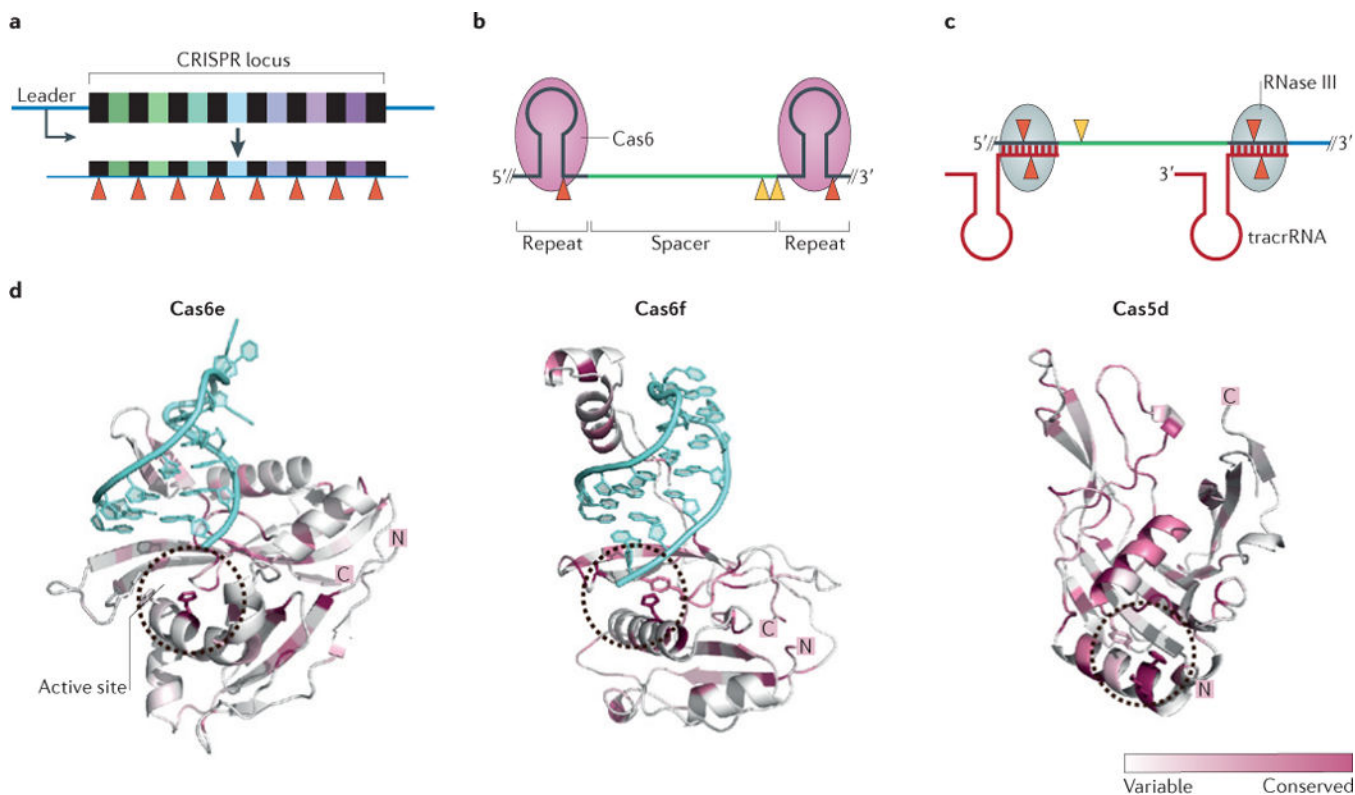 a
CRISPR locus
Leader
b
Cas6
5′ 3′
Repeat Spacer Repeat
c
RNase III
5′ 3′
3′
tracrRNA
d
Cas6e
N
C
Active site
Cas6f
C
N
Cas5d
C
N
Variable Conserved